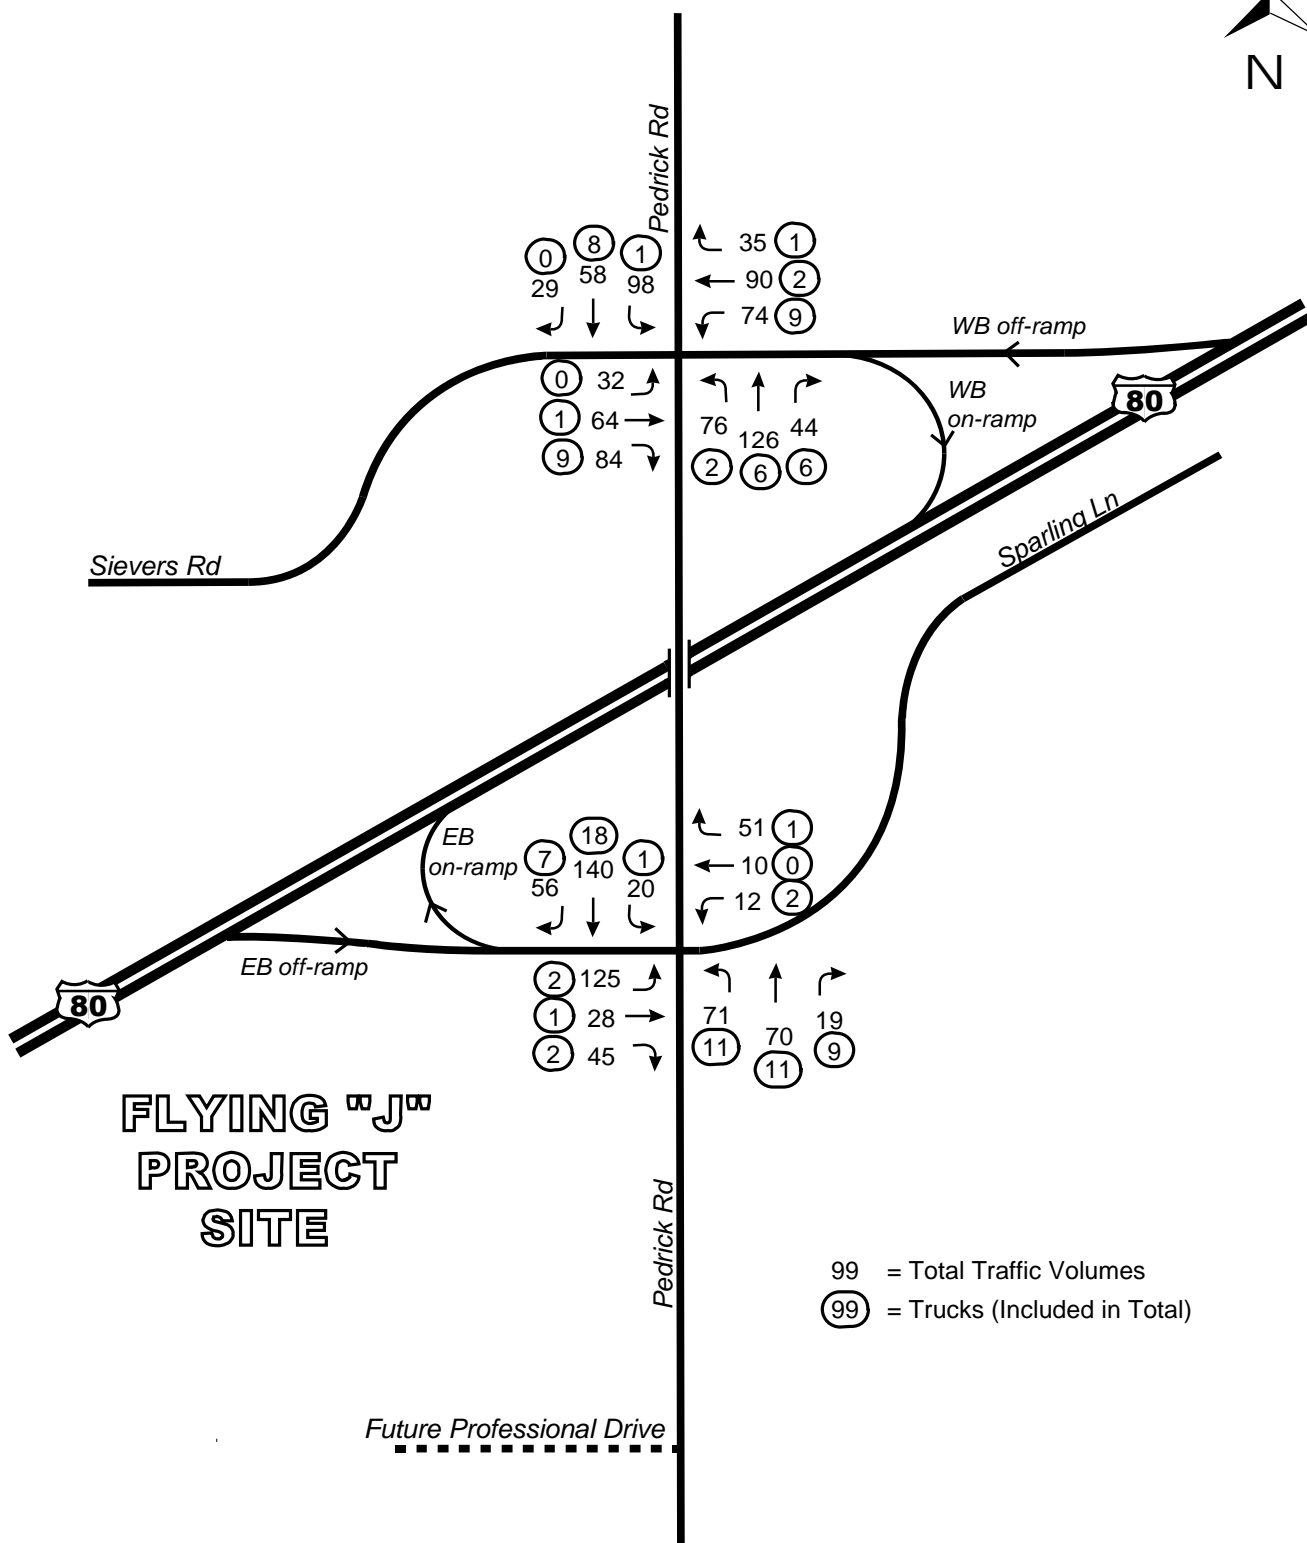 N
Pedrick Rd
0 8 1
29 58 98
35 1
90 2
74 9
WB off-ramp
0 32
1 64
9 84
76 126 44
2 6 6
WB
on-ramp
80
Sparling Ln
Sievers Rd
EB
on-ramp
7 18 1
56 140 20
51 1
10 0
12 2
EB off-ramp
80
2 125
1 28
2 45
71 70 19
11 11 9
FLYING "J"
PROJECT
SITE
Pedrick Rd
99 = Total Traffic Volumes
99 = Trucks (Included in Total)
Future Professional Drive